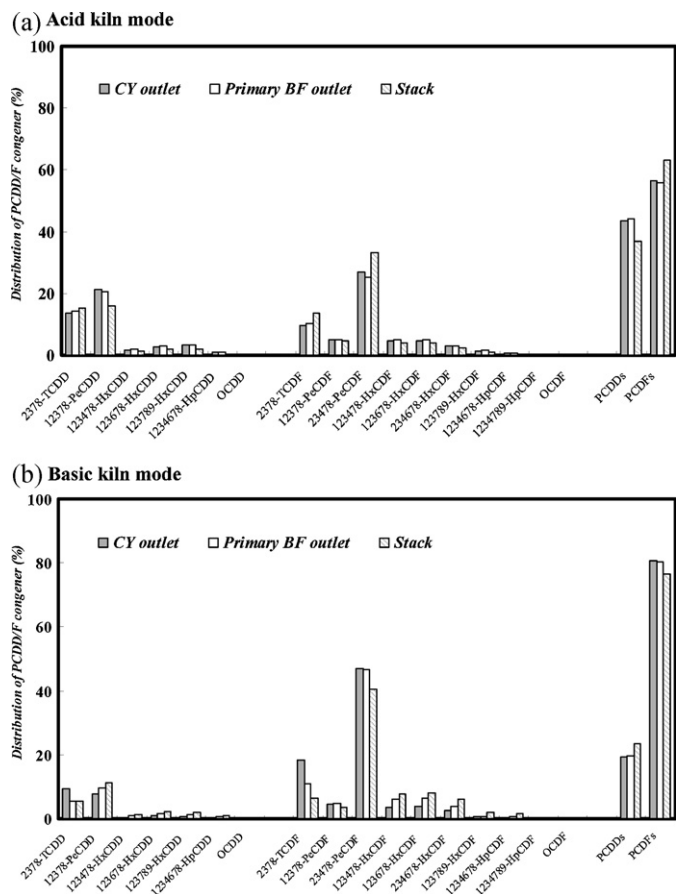 (a) Acid kiln mode
Distribution of PCDD/F congener (%)
100
80
60
40
20
0
CY outlet Primary BF outlet Stack
2378-TCDD
12378-PeCDD
123478-HxCDD
123678-HxCDD
123789-HxCDD
1234678-HpCDD
OCDD
2378-TCDF
12378-PeCDF
23478-PeCDF
123478-HxCDF
123678-HxCDF
234678-HxCDF
123789-HxCDF
1234678-HpCDF
1234789-HpCDF
OCDF
PCDDs
PCDFs
(b) Basic kiln mode
Distribution of PCDD/F congener (%)
100
80
60
40
20
0
CY outlet Primary BF outlet Stack
2378-TCDD
12378-PeCDD
123478-HxCDD
123678-HxCDD
123789-HxCDD
1234678-HpCDD
OCDD
2378-TCDF
12378-PeCDF
23478-PeCDF
123478-HxCDF
123678-HxCDF
234678-HxCDF
123789-HxCDF
1234678-HpCDF
1234789-HpCDF
OCDF
PCDDs
PCDFs